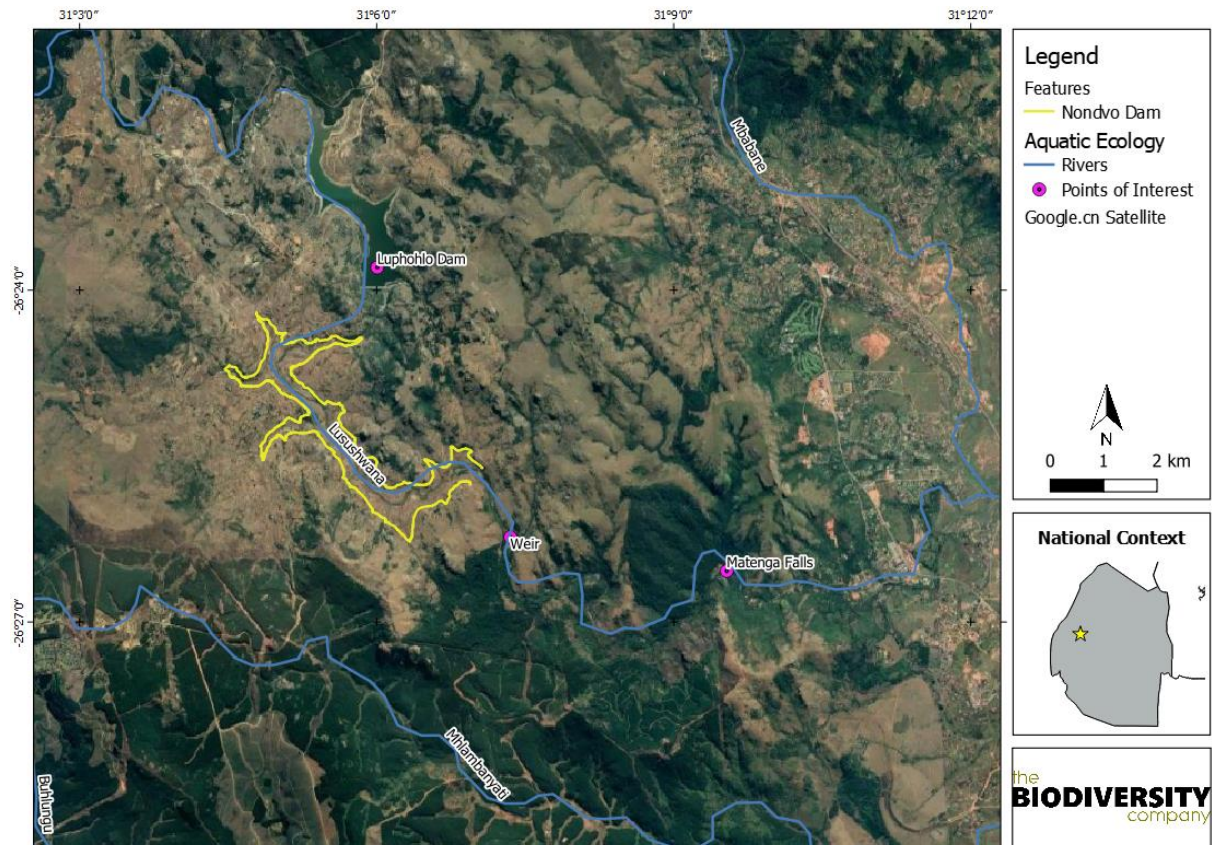 31°3'0"
31°6'0"
31°9'0"
31°12'0"
-26°24'0"
-26°27'0"
Mbabane
Luphohlo Dam
Lusushwana
Weir
Matenga Falls
Mhlambanyati
Buhlungu
Legend
Features
Nondvo Dam
Aquatic Ecology
Rivers
Points of Interest
Google.cn Satellite
N
0 1 2 km
National Context
the
BIODIVERSITY
company